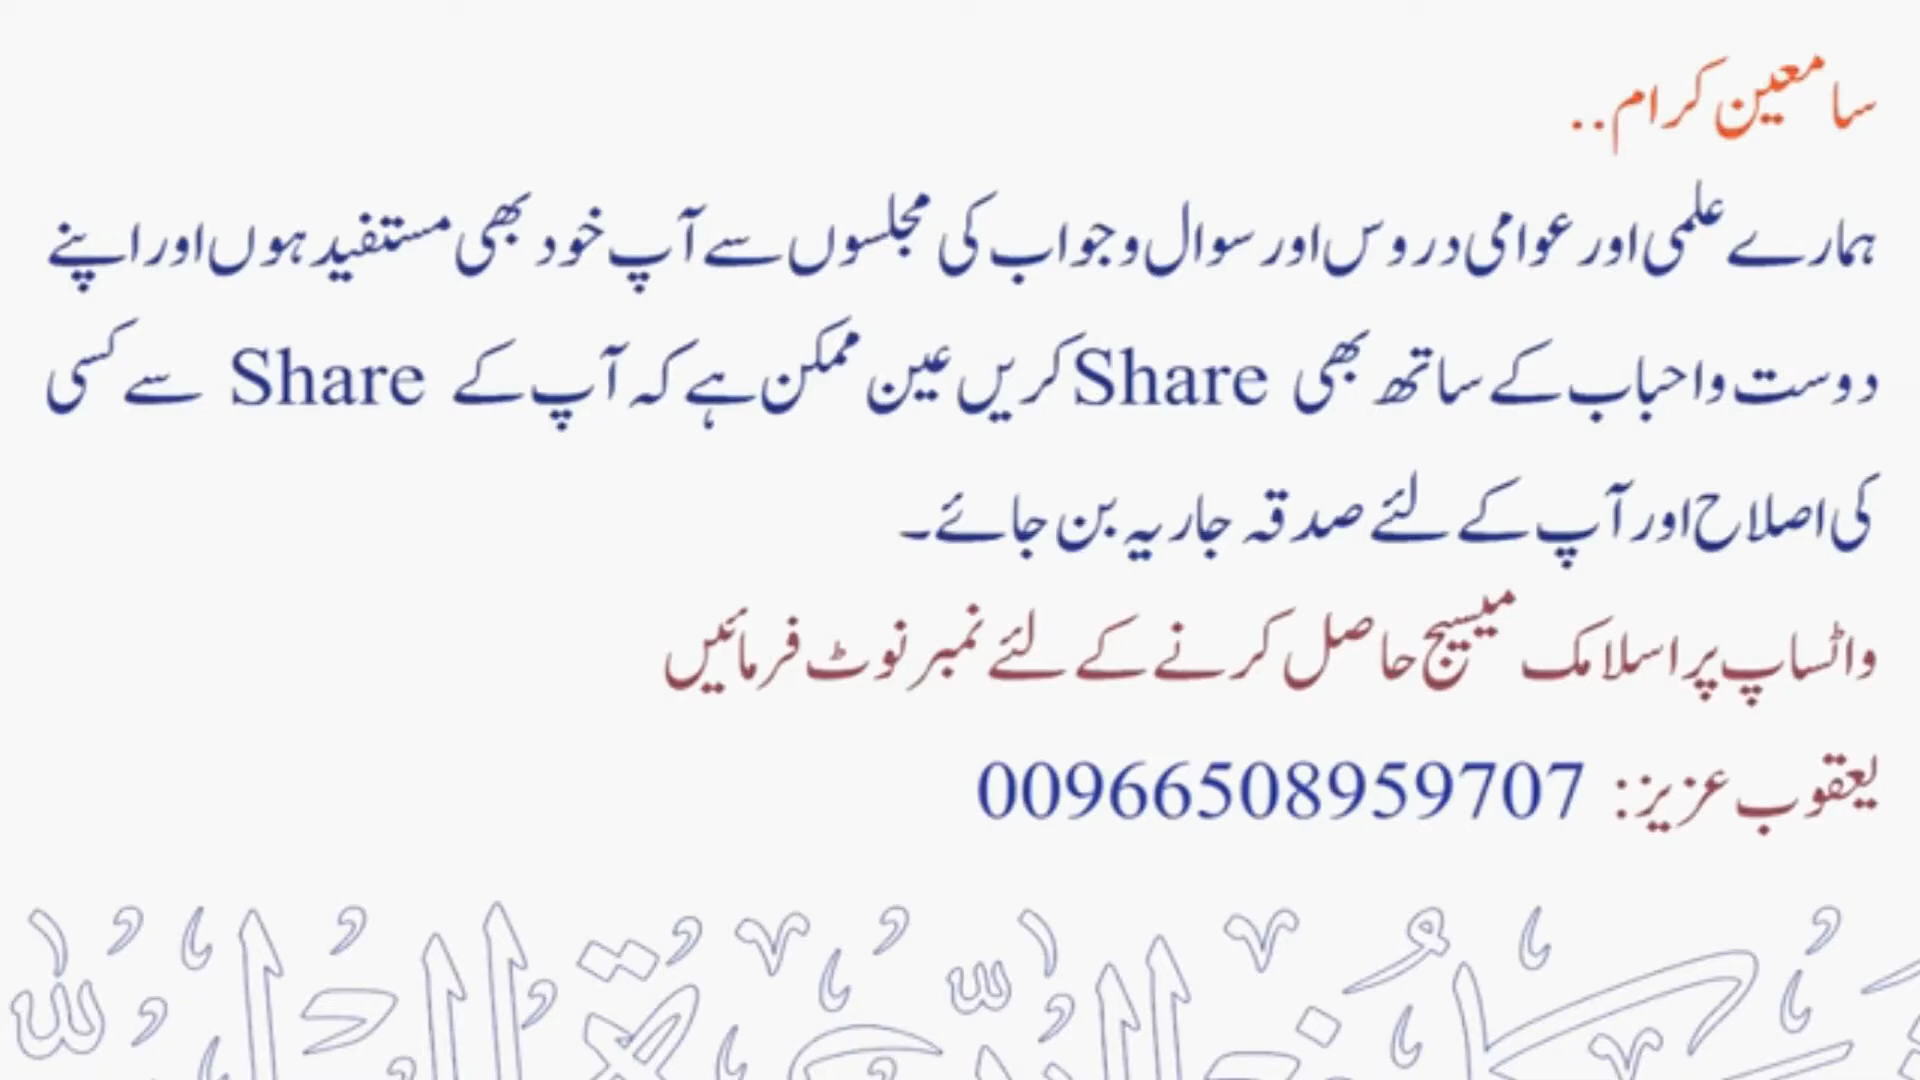 سامعین کرام..
ہمارے علمی اور عوامی دروس اور سوال و جواب کی مجلسوں سے آپ خود بھی مستفید ہوں اور اپنے
دوست واحباب کے ساتھ بھی Share کریں عین ممکن ہے کہ آپ کے Share سے کسی
کی اصلاح اور آپ کے لئے صدقہ جاریہ بن جائے۔
واٹساپ پر اسلامک میسیج حاصل کرنے کے لئے نمبر نوٹ فرمائیں
یعقوب عزیز: 00966508959707